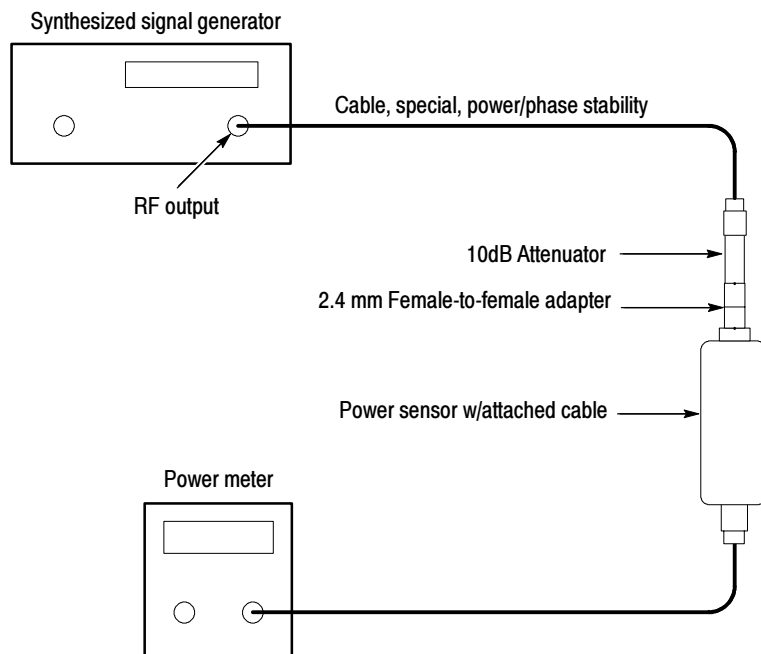 Synthesized signal generator
Cable, special, power/phase stability
RF output
10dB Attenuator
2.4 mm Female-to-female adapter
Power sensor w/attached cable
Power meter